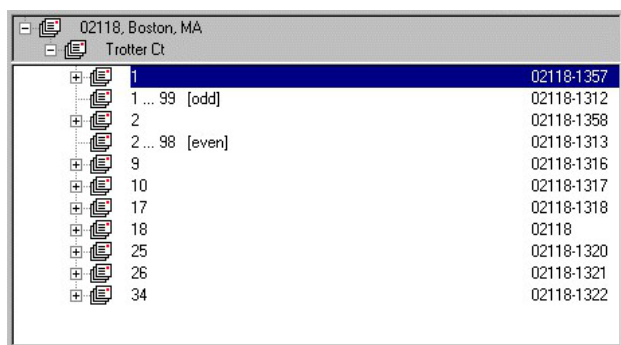 02118, Boston, MA
Trotter Ct
1 02118-1357
1 ... 99 [odd] 02118-1312
2 02118-1358
2 ... 98 [even] 02118-1313
9 02118-1316
10 02118-1317
17 02118-1318
18 02118
25 02118-1320
26 02118-1321
34 02118-1322